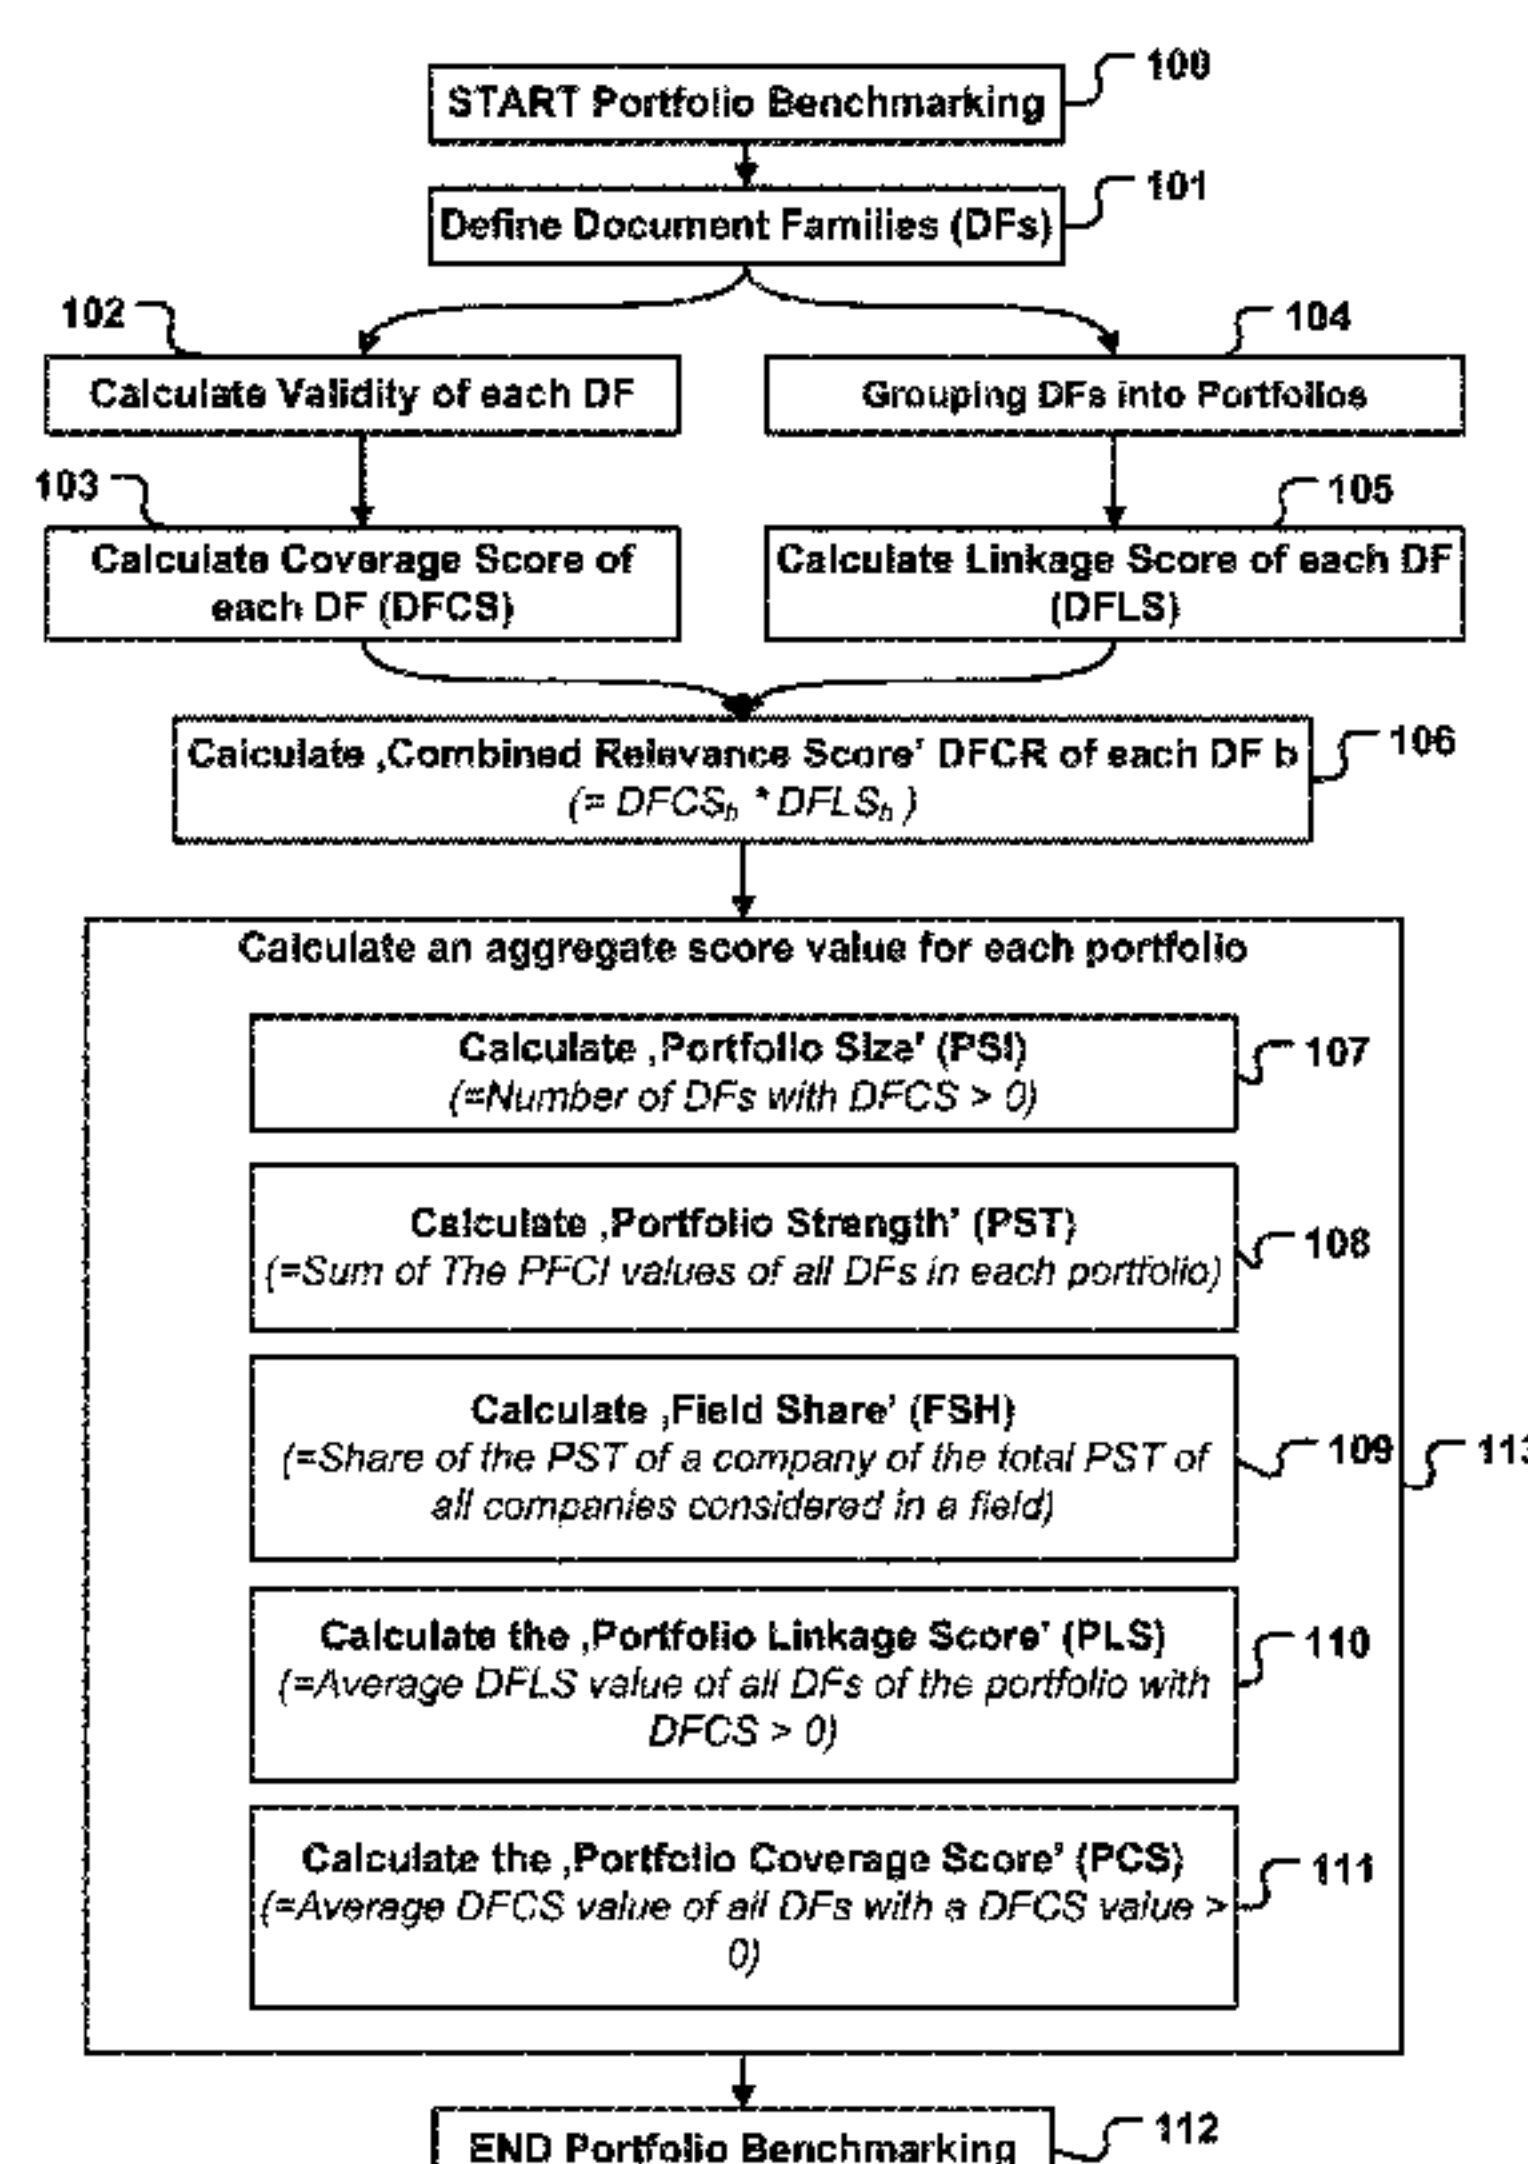 100
START Portfolio Benchmarking
101
Define Document Families (DFs)
102
104
Calculate Validity of each DF
Grouping DFs into Portfolios
103
105
Calculate Coverage Score of
each DF (DFCS)
Calculate Linkage Score of each DF
(DFLS)
106
Calculate ‚Combined Relevance Score’ DFCR of each DF b
(= DFCSb * DFLSb )
Calculate an aggregate score value for each portfolio
Calculate ‚Portfolio Size’ (PSI)
(=Number of DFs with DFCS > 0)
107
Calculate ‚Portfolio Strength’ (PST)
(=Sum of The PFCI values of all DFs in each portfolio)
108
Calculate ‚Field Share’ (FSH)
(=Share of the PST of a company of the total PST of
all companies considered in a field)
109
113
Calculate the ‚Portfolio Linkage Score’ (PLS)
(=Average DFLS value of all DFs of the portfolio with
DFCS > 0)
110
Calculate the ‚Portfolio Coverage Score’ (PCS)
(=Average DFCS value of all DFs with a DFCS value >
0)
111
112
END Portfolio Benchmarking